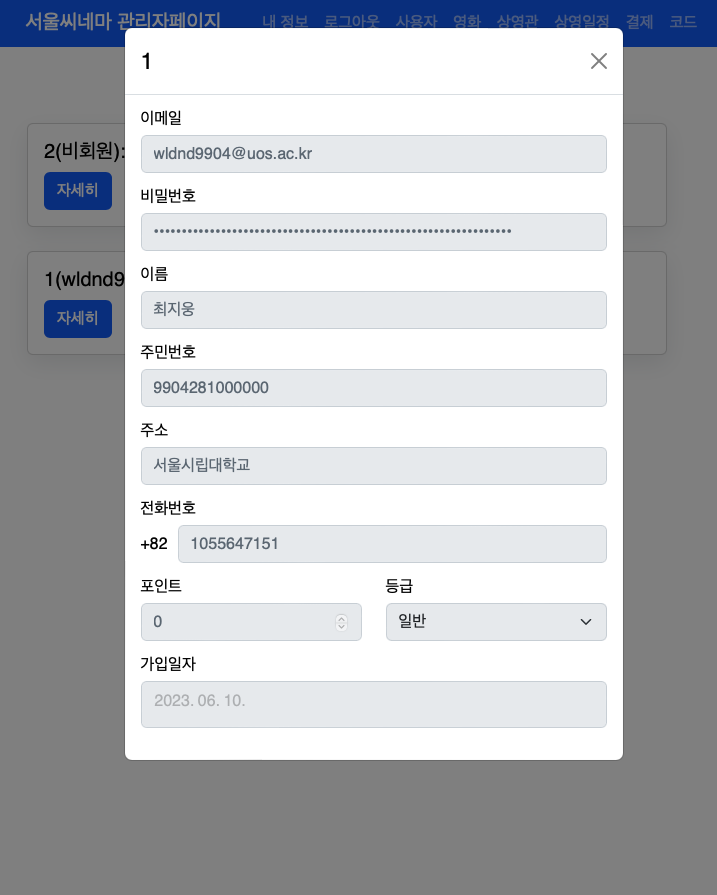 서울씨네마 관리자페이지 내 정보 로그아웃 사용자 영화 상영관 상영일정 결제 코드
2(비회원):
자세히
1(wldnd9
자세히
1
이메일
wldnd9904@uos.ac.kr
비밀번호
이름
최지웅
주민번호
9904281000000
주소
서울시립대학교
전화번호
+82 1055647151
포인트 등급
0 일반
가입일자
2023. 06. 10.